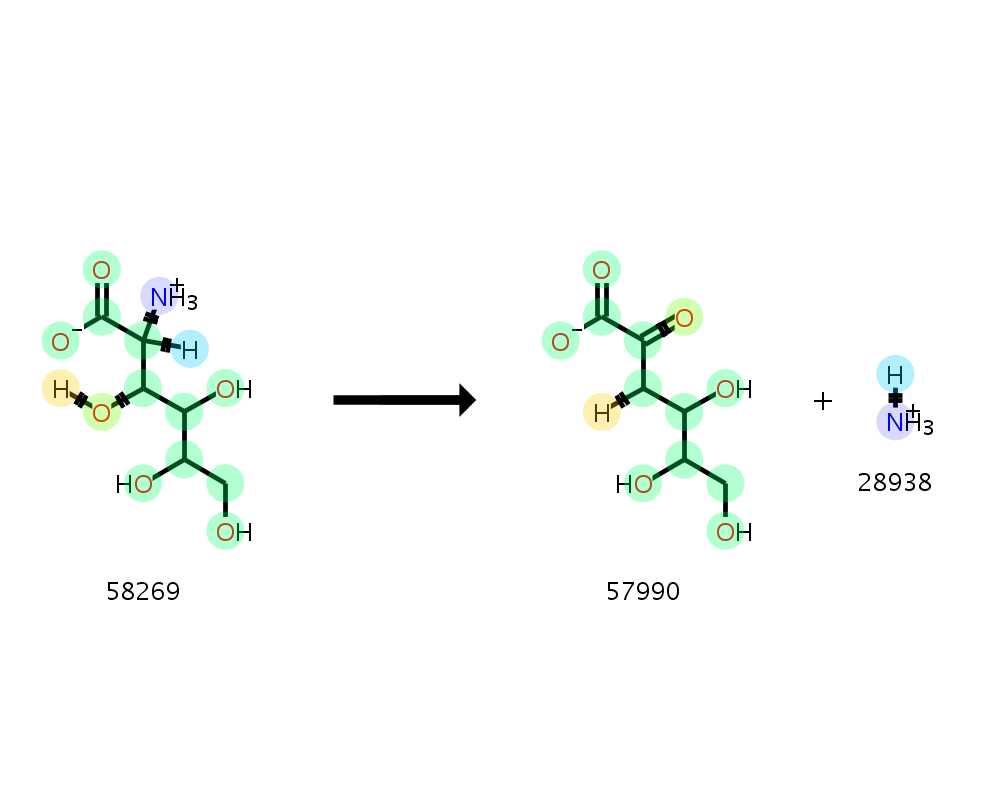 O O
NH3+ O
O- H O-
H OH OH H
O H + NH3+
HO HO 28938
OH OH
58269 57990